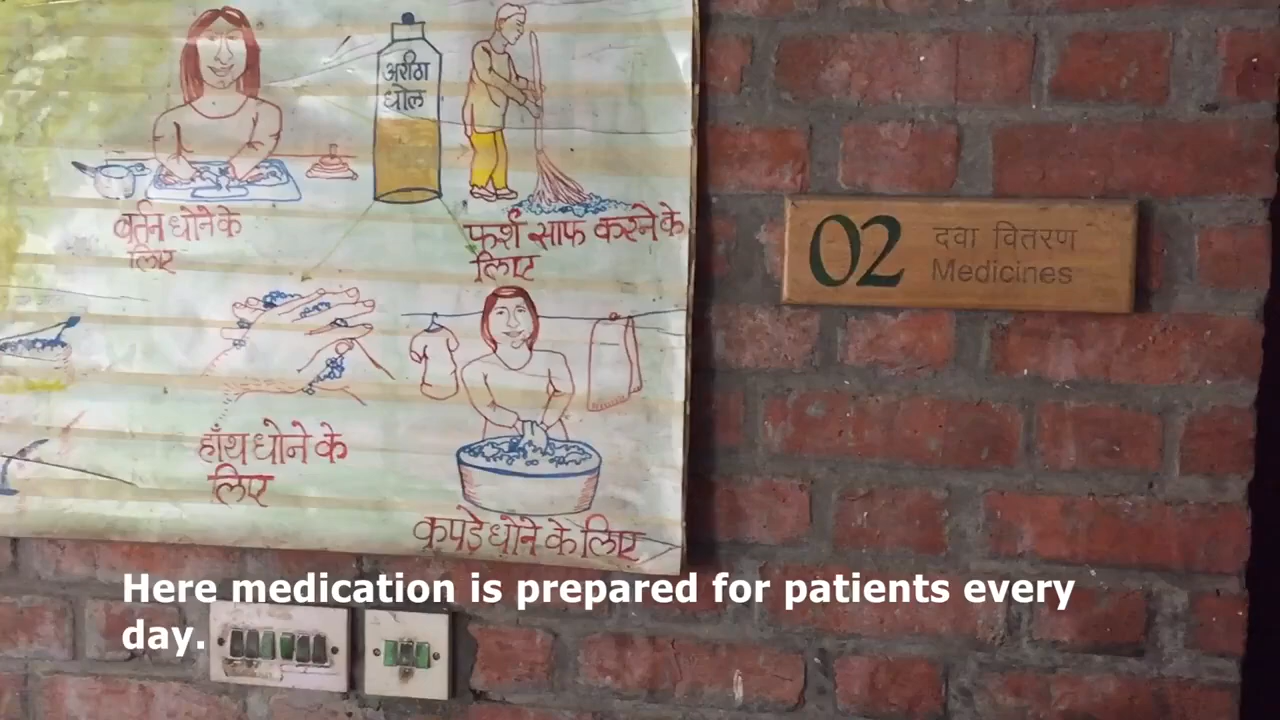 अरीठा
घोल
बर्तन धोने के
लिए
फर्श साफ करने के
लिए
हाँथ धोने के
लिए
कपड़े धोने के लिए
02
दवा वितरण
Medicines
Here medication is prepared for patients every
day.